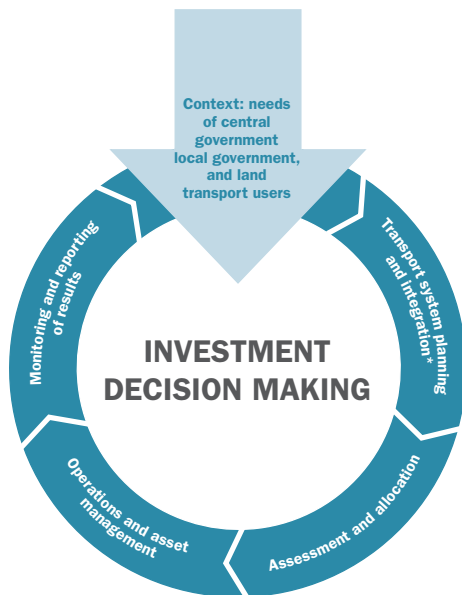 Context: needs
of central
government
local government,
and land
transport users
Transport system planning
and integration*
Assessment and allocation
Operations and asset
management
Monitoring and reporting
of results
INVESTMENT
DECISION MAKING